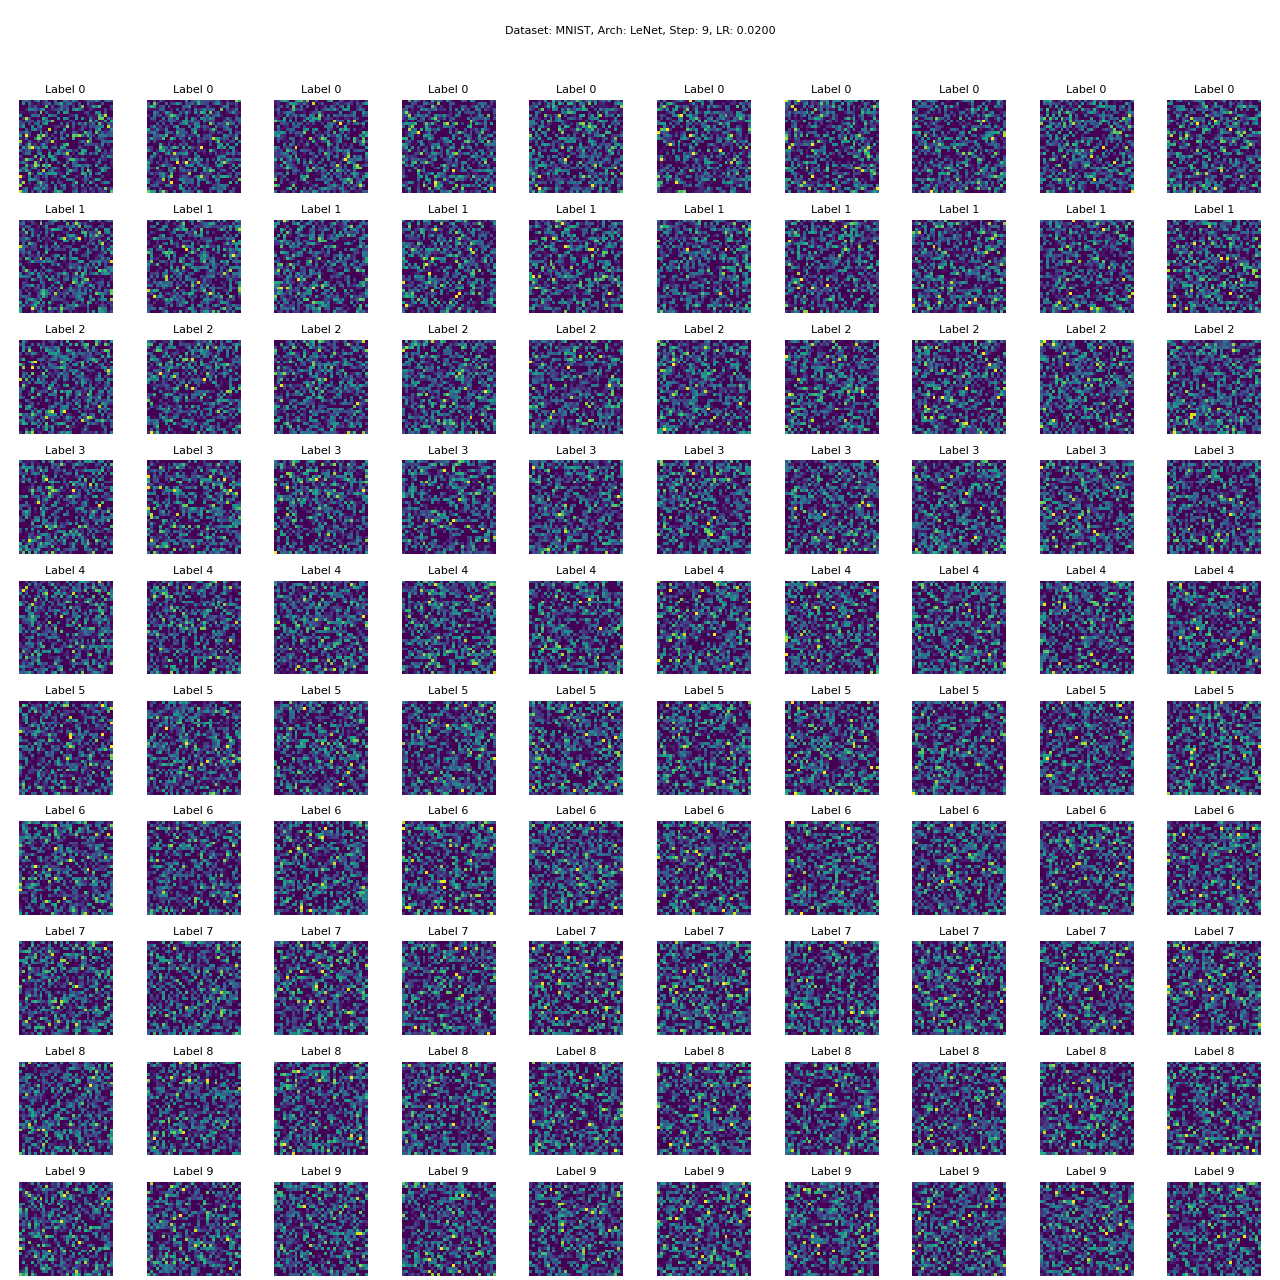 Dataset: MNIST, Arch: LeNet, Step: 9, LR: 0.0200
Label 0 Label 0 Label 0 Label 0 Label 0 Label 0 Label 0 Label 0 Label 0 Label 0
Label 1 Label 1 Label 1 Label 1 Label 1 Label 1 Label 1 Label 1 Label 1 Label 1
Label 2 Label 2 Label 2 Label 2 Label 2 Label 2 Label 2 Label 2 Label 2 Label 2
Label 3 Label 3 Label 3 Label 3 Label 3 Label 3 Label 3 Label 3 Label 3 Label 3
Label 4 Label 4 Label 4 Label 4 Label 4 Label 4 Label 4 Label 4 Label 4 Label 4
Label 5 Label 5 Label 5 Label 5 Label 5 Label 5 Label 5 Label 5 Label 5 Label 5
Label 6 Label 6 Label 6 Label 6 Label 6 Label 6 Label 6 Label 6 Label 6 Label 6
Label 7 Label 7 Label 7 Label 7 Label 7 Label 7 Label 7 Label 7 Label 7 Label 7
Label 8 Label 8 Label 8 Label 8 Label 8 Label 8 Label 8 Label 8 Label 8 Label 8
Label 9 Label 9 Label 9 Label 9 Label 9 Label 9 Label 9 Label 9 Label 9 Label 9